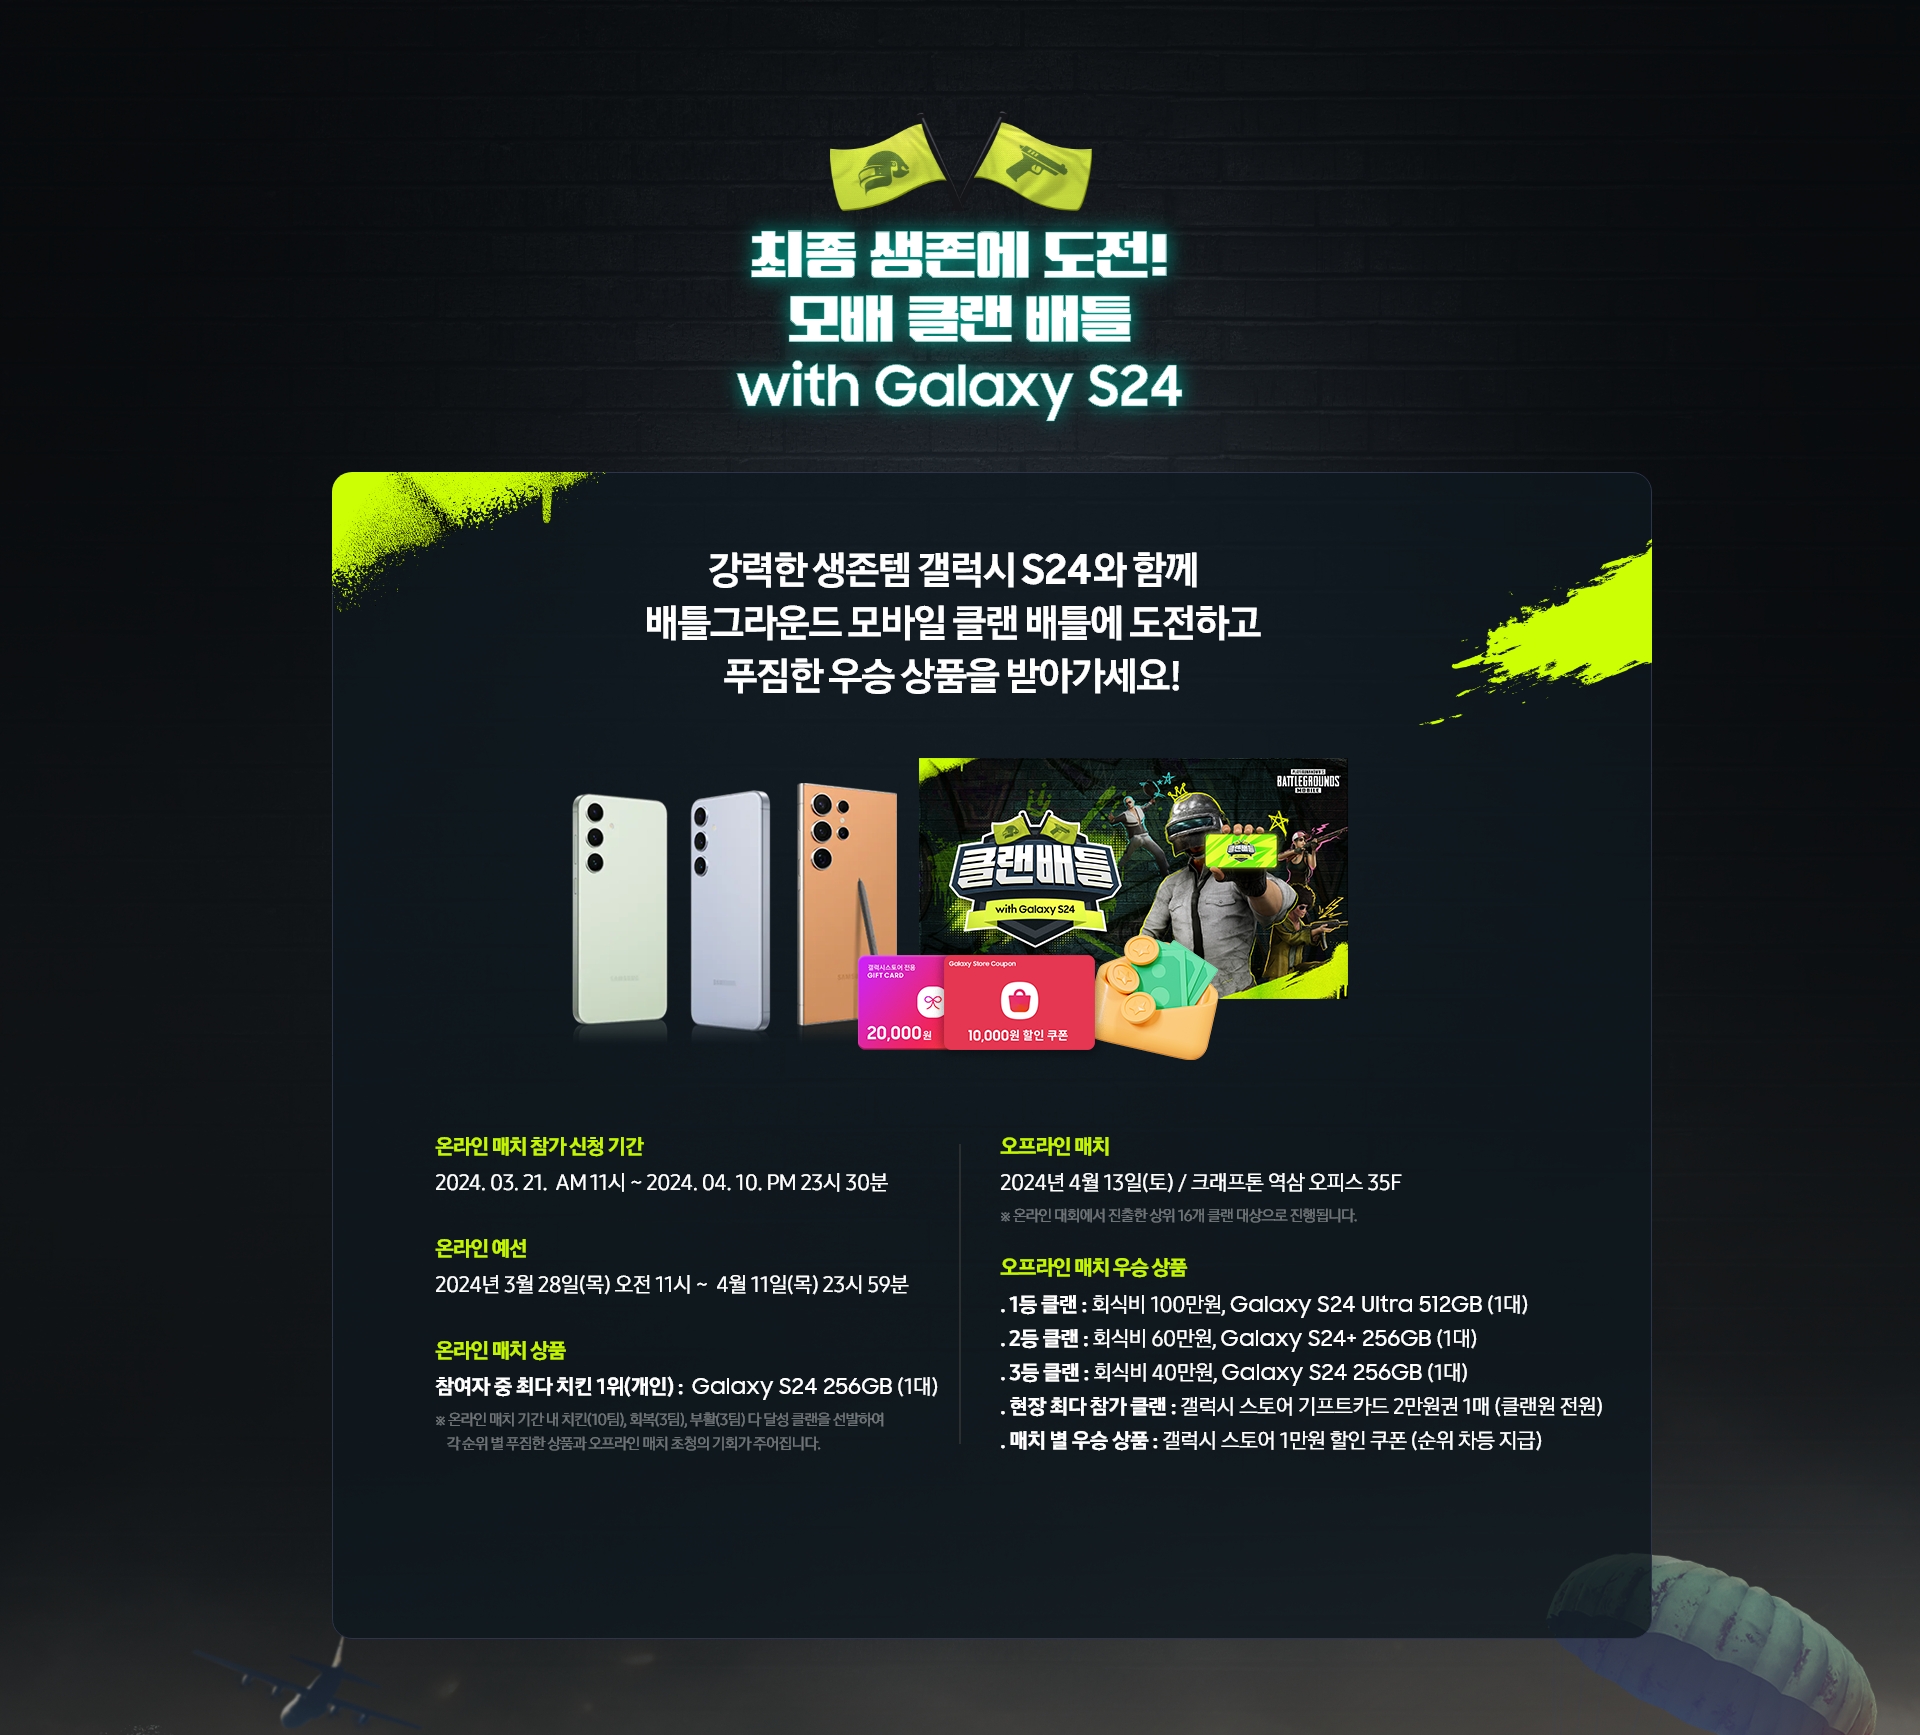 최종 생존에 도전!
모배 클랜 배틀
with Galaxy S24
강력한 생존템 갤럭시 S24와 함께
배틀그라운드 모바일 클랜 배틀에 도전하고
푸짐한 우승 상품을 받아가세요!
BATTLEGROUNDS
MOBILE
클랜배틀
with Galaxy S24
클랜배틀
SAMSUNG
SAMSUNG
갤럭시스토어 전용
GIFT CARD
20,000원
Galaxy Store Coupon
10,000원 할인 쿠폰
온라인 매치 참가 신청 기간
2024. 03. 21. AM 11시 ~ 2024. 04. 10. PM 23시 30분
온라인 예선
2024년 3월 28일(목) 오전 11시 ~ 4월 11일(목) 23시 59분
온라인 매치 상품
참여자 중 최다 치킨 1위(개인) : Galaxy S24 256GB (1대)
※ 온라인 매치 기간 내 치킨(10팀), 회복(3팀), 부활(3팀) 다 달성 클랜을 선발하여
각 순위 별 푸짐한 상품과 오프라인 매치 초청의 기회가 주어집니다.
오프라인 매치
2024년 4월 13일(토) / 크래프톤 역삼 오피스 35F
※ 온라인 대회에서 진출한 상위 16개 클랜 대상으로 진행됩니다.
오프라인 매치 우승 상품
. 1등 클랜 : 회식비 100만원, Galaxy S24 Ultra 512GB (1대)
. 2등 클랜 : 회식비 60만원, Galaxy S24+ 256GB (1대)
. 3등 클랜 : 회식비 40만원, Galaxy S24 256GB (1대)
. 현장 최다 참가 클랜 : 갤럭시 스토어 기프트카드 2만원권 1매 (클랜원 전원)
. 매치 별 우승 상품 : 갤럭시 스토어 1만원 할인 쿠폰 (순위 차등 지급)